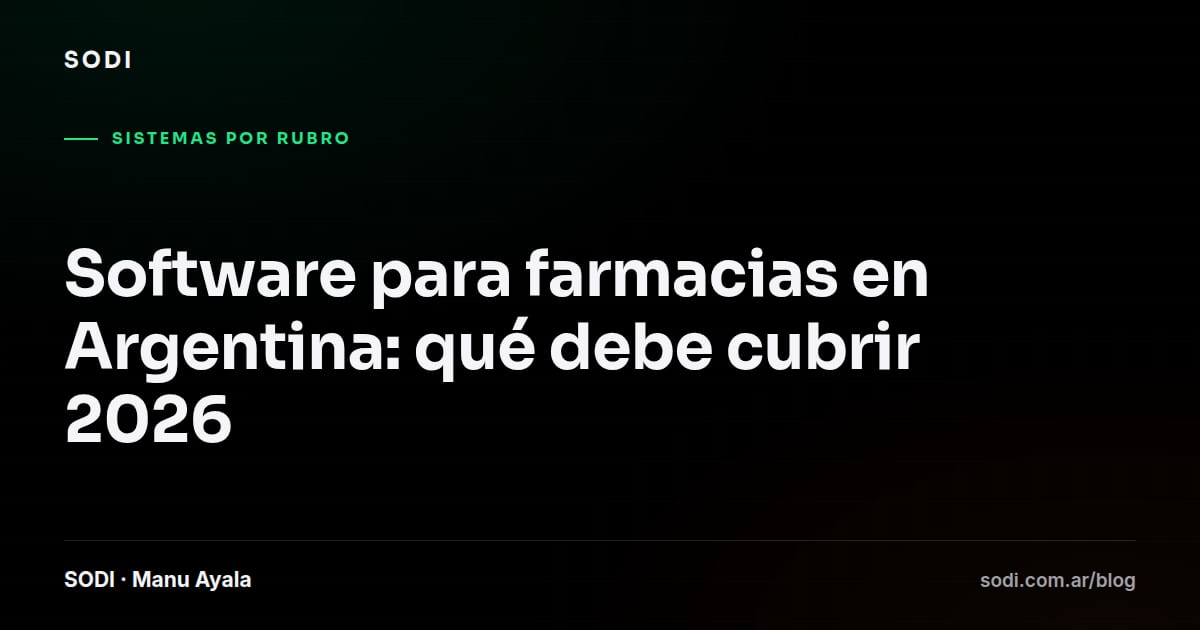 SODI
SISTEMAS POR RUBRO
Software para farmacias en
Argentina: qué debe cubrir
2026
SODI · Manu Ayala
sodi.com.ar/blog